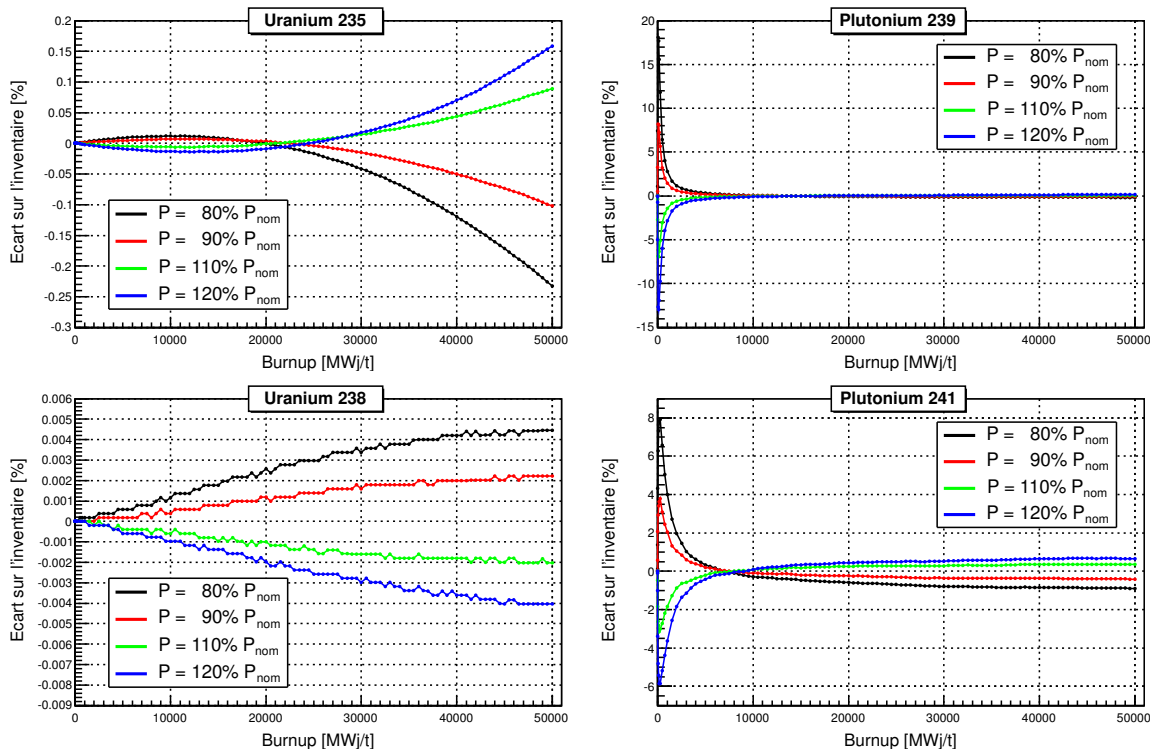 Uranium 235
Ecart sur l'inventaire [%]
0.2
0.15
0.1
0.05
0
-0.05
-0.1
-0.15
-0.2
-0.25
-0.3
P = 80% Pnom
P = 90% Pnom
P = 110% Pnom
P = 120% Pnom
0 10000 20000 30000 40000 50000
Burnup [MWj/t]
Plutonium 239
Ecart sur l'inventaire [%]
20
15
10
5
0
-5
-10
-15
P = 80% Pnom
P = 90% Pnom
P = 110% Pnom
P = 120% Pnom
0 10000 20000 30000 40000 50000
Burnup [MWj/t]
Uranium 238
Ecart sur l'inventaire [%]
0.006
0.005
0.004
0.003
0.002
0.001
0
-0.001
-0.002
-0.003
-0.004
-0.005
-0.006
-0.007
-0.008
-0.009
P = 80% Pnom
P = 90% Pnom
P = 110% Pnom
P = 120% Pnom
0 10000 20000 30000 40000 50000
Burnup [MWj/t]
Plutonium 241
Ecart sur l'inventaire [%]
8
6
4
2
0
-2
-4
-6
P = 80% Pnom
P = 90% Pnom
P = 110% Pnom
P = 120% Pnom
0 10000 20000 30000 40000 50000
Burnup [MWj/t]